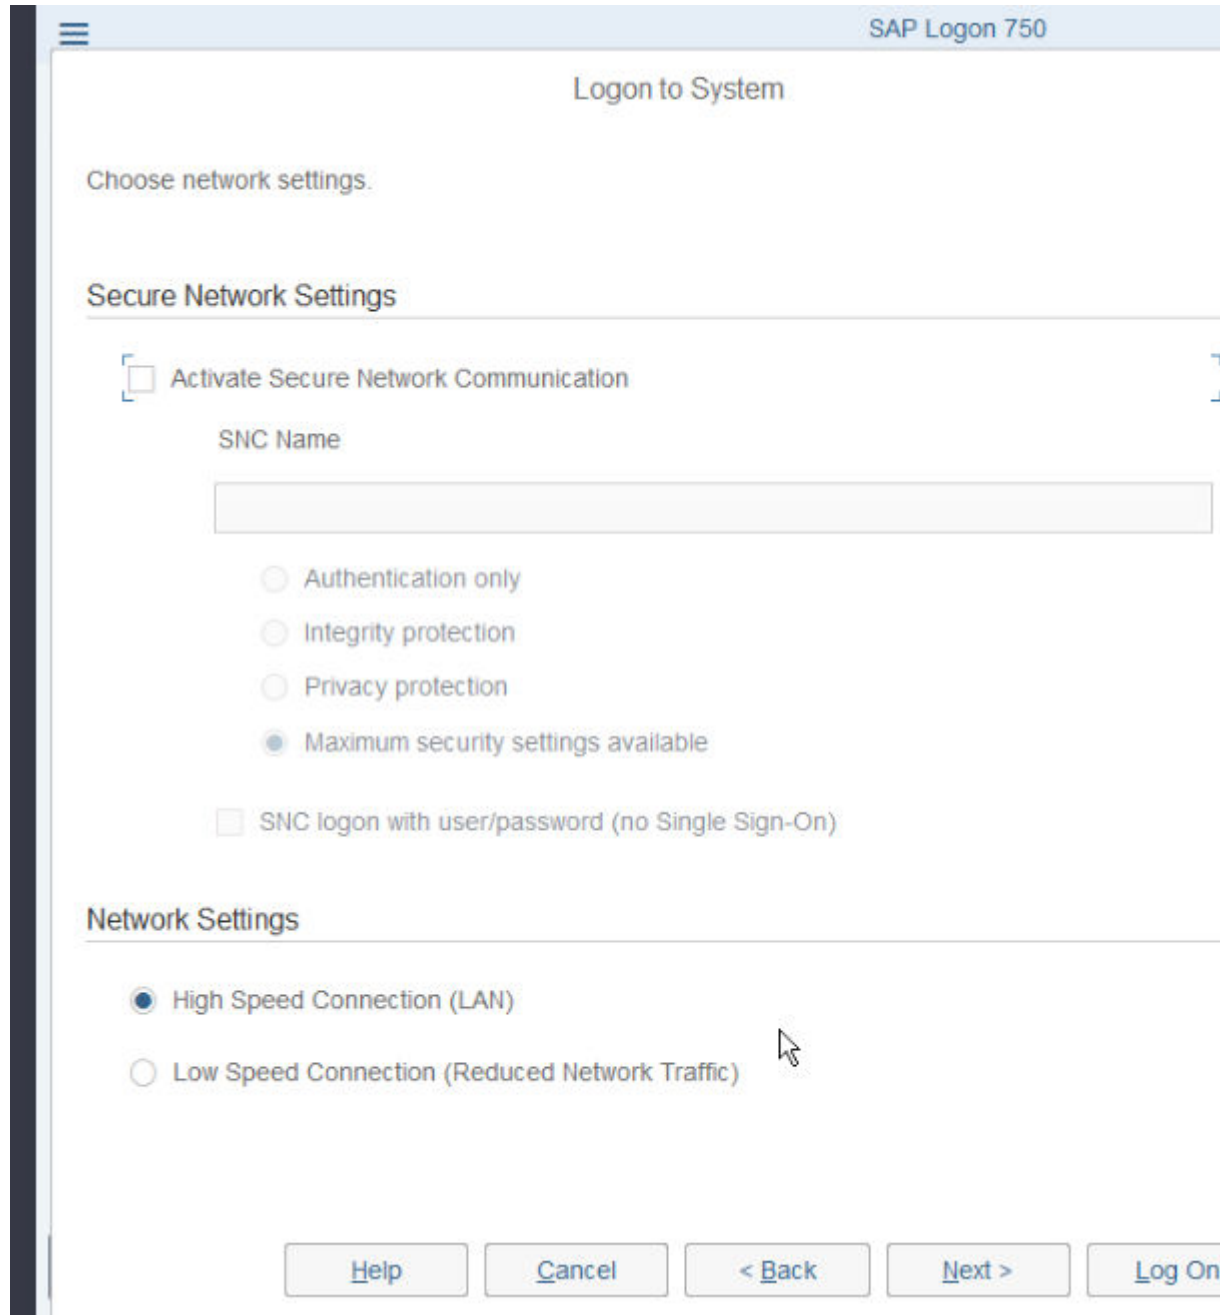 SAP Logon 750
Logon to System
Choose network settings.
Secure Network Settings
Activate Secure Network Communication
SNC Name
Authentication only
Integrity protection
Privacy protection
Maximum security settings available
SNC logon with user/password (no Single Sign-On)
Network Settings
High Speed Connection (LAN)
Low Speed Connection (Reduced Network Traffic)
Help Cancel < Back Next > Log On